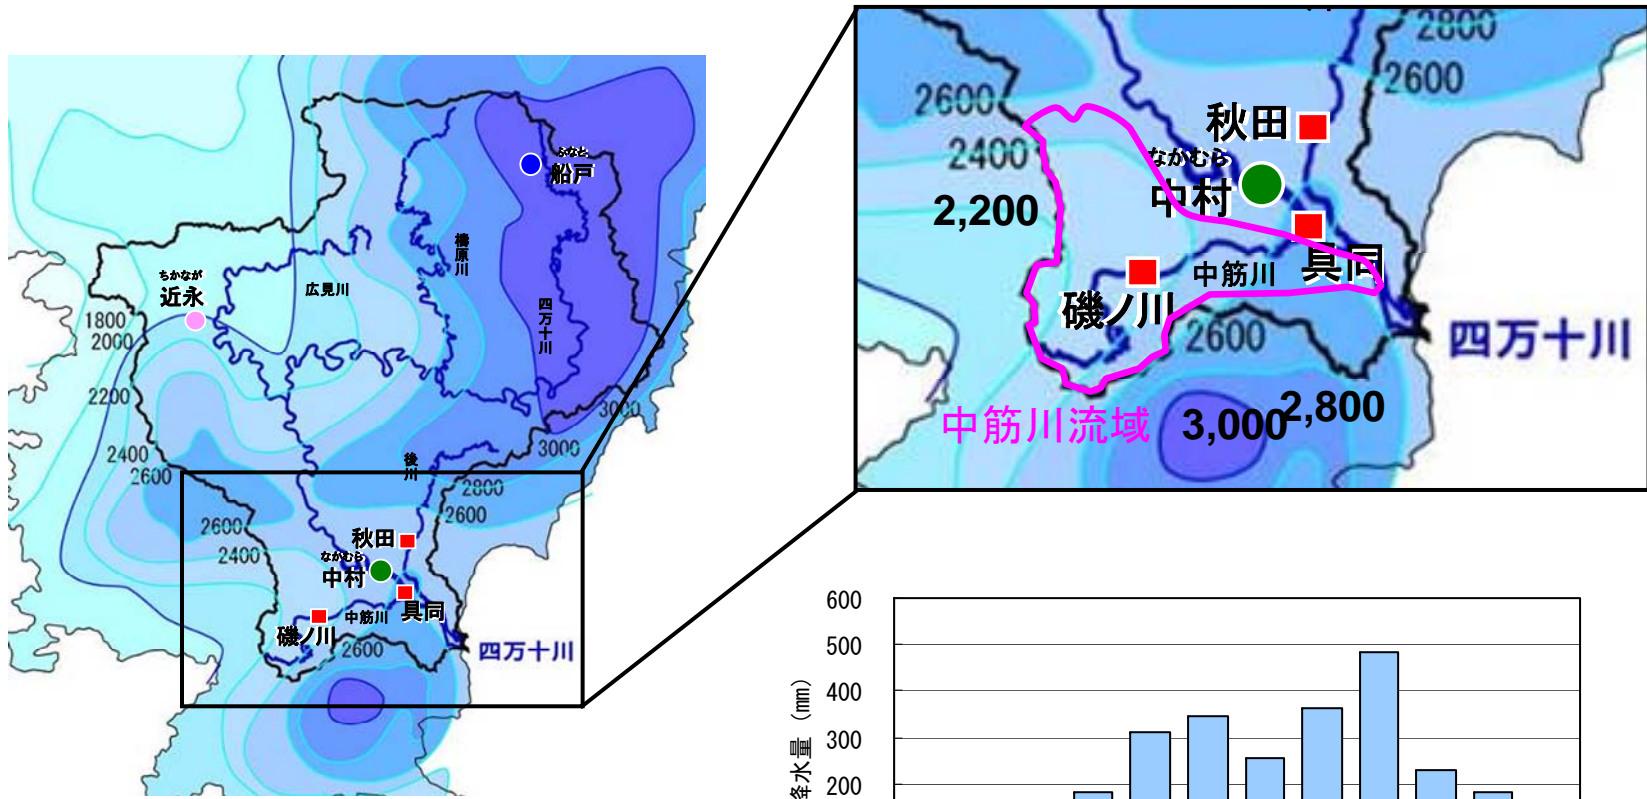 ふなと
船戸
梼原川
四万十川
ちかなが
近永
広見川
1800
2000
2200
2400
2600
3000
3000
後川
2800
2600
2600
2400
秋田
なかむら
中村
中筋川
具同
磯ノ川
2600
四万十川
2800
2600
2600
2400
2,200
秋田
なかむら
中村
具同
中筋川
磯ノ川
2600
四万十川
中筋川流域
3,000
2,800
600
500
400
300
200
降水量 (㎜)